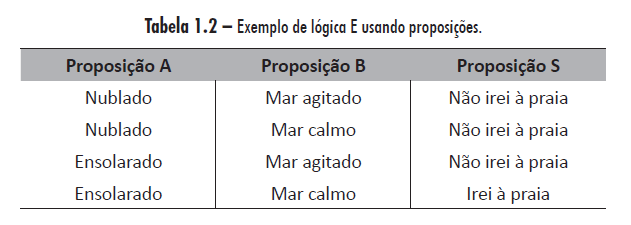 Tabela 1.2 – Exemplo de lógica E usando proposições.
Proposição A Proposição B Proposição S
Nublado Mar agitado Não irei à praia
Nublado Mar calmo Não irei à praia
Ensolarado Mar agitado Não irei à praia
Ensolarado Mar calmo Irei à praia